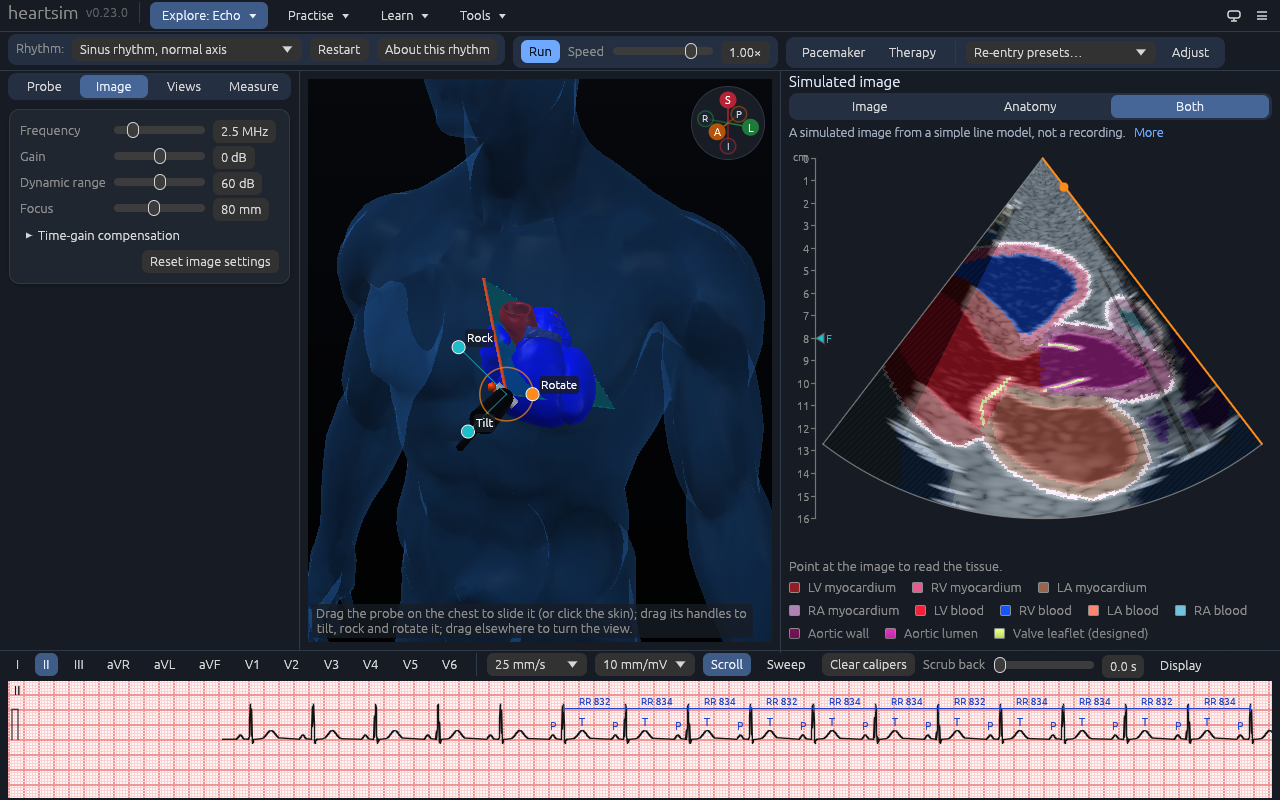 heartsim v0.23.0 Explore: Echo Practise Learn Tools
Rhythm: Sinus rhythm, normal axis Restart About this rhythm Run Speed 1.00× Pacemaker Therapy Re-entry presets... Adjust
Probe Image Views Measure
Frequency 2.5 MHz
Gain 0 dB
Dynamic range 60 dB
Focus 80 mm
Time-gain compensation
Reset image settings
S
R P
A L
I
Rock
Rotate
Tilt
Drag the probe on the chest to slide it (or click the skin); drag its handles to
tilt, rock and rotate it; drag elsewhere to turn the view.
Simulated image
Image Anatomy Both
A simulated image from a simple line model, not a recording. More
cm 0
1
2
3
4
5
6
7
8 F
9
10
11
12
13
14
15
16
Point at the image to read the tissue.
LV myocardium RV myocardium LA myocardium
RA myocardium LV blood RV blood LA blood RA blood
Aortic wall Aortic lumen Valve leaflet (designed)
I II III aVR aVL aVF V1 V2 V3 V4 V5 V6 25 mm/s 10 mm/mV Scroll Sweep Clear calipers Scrub back 0.0 s Display
II
RR 832 RR 834 RR 834 RR 832 RR 834 RR 834 RR 832 RR 834 RR 834 RR 832 RR 834
P T P T P T P T P T P T P T P T P T P T P T P